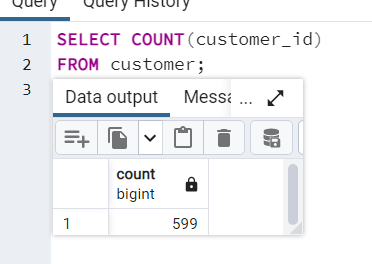 Query Query History
1 SELECT COUNT(customer_id)
2 FROM customer;
3
Data output Messa ...
count
bigint
1 599